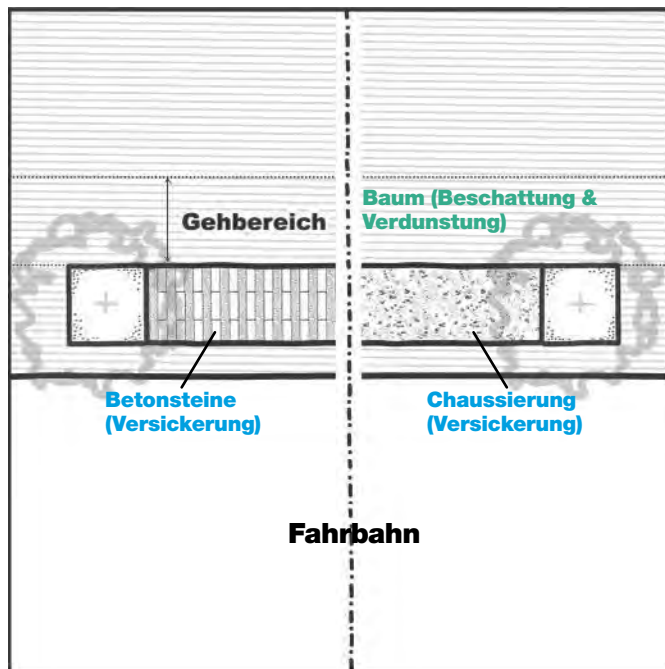 Gehbereich
Baum (Beschattung &
Verdunstung)
Betonsteine
(Versickerung)
Chaussierung
(Versickerung)
Fahrbahn